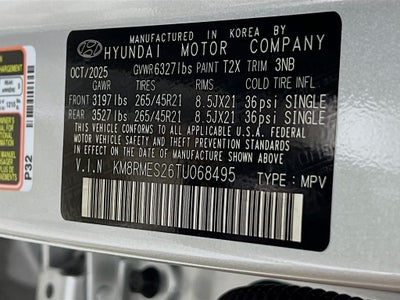 MANUFACTURED IN KOREA BY
HYUNDAI MOTOR COMPANY
OCT/2025 GVWR 6327lbs PAINT T2X TRIM 3NB
GAWR TIRE RIM COLD TIRE INFL.
FRONT 3197lbs 265/45R21 8.5JX21 36psi SINGLE
REAR 3527lbs 265/45R21 8.5JX21 36psi SINGLE
THIS VEHICLE CONFORMS TO ALL APPLICABLE U.S.A. FEDERAL MOTOR
VEHICLE SAFETY AND THEFT PREVENTION STANDARDS IN EFFECT
ON THE DATE OF MANUFACTURE SHOWN ABOVE.
V.I.N KM8RMES26TU068495 TYPE : MPV
P32